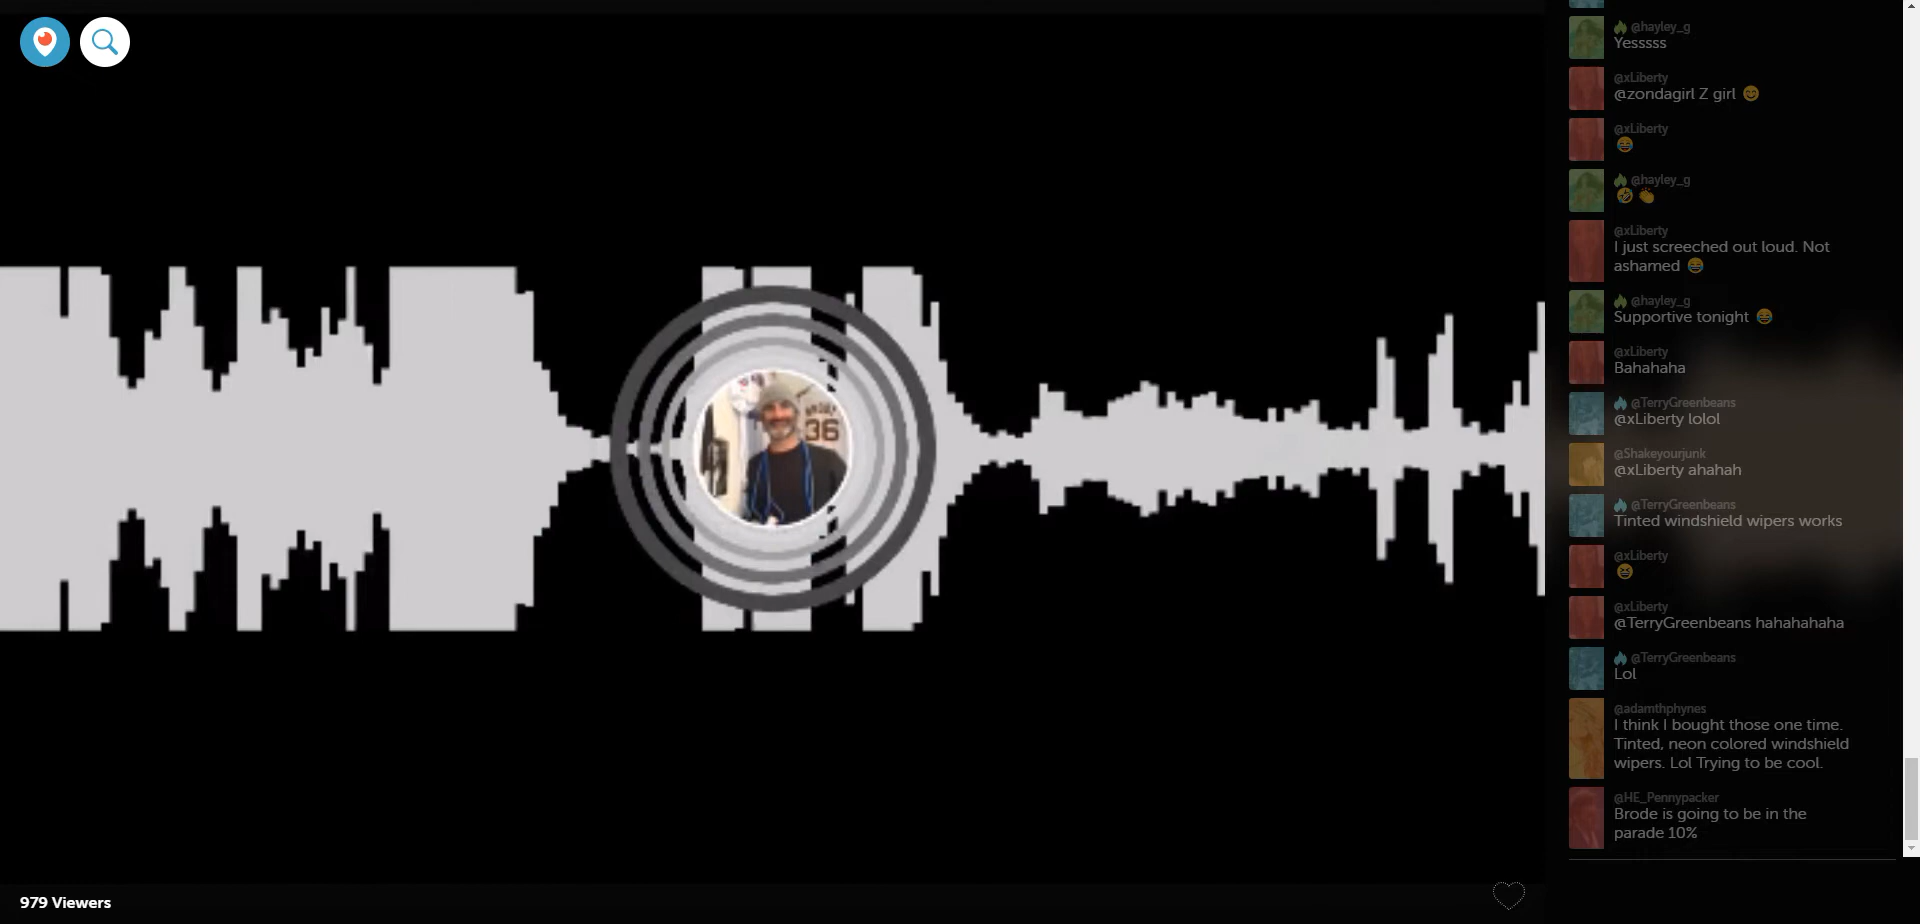 @hayley_g
Yesssss
@xLiberty
@zondagirl Z girl 😊
@xLiberty
😂
@hayley_g
🤣 👏
@xLiberty
I just screeched out loud. Not
ashamed 😂
@hayley_g
Supportive tonight 😂
@xLiberty
Bahahaha
@TerryGreenbeans
@xLiberty lolol
@Shakeyourjunk
@xLiberty ahahah
@TerryGreenbeans
Tinted windshield wipers works
@xLiberty
😆
@xLiberty
@TerryGreenbeans hahahahaha
@TerryGreenbeans
Lol
@adamthphynes
I think I bought those one time.
Tinted, neon colored windshield
wipers. Lol Trying to be cool.
@HE_Pennypacker
Brode is going to be in the
parade 10%
36
979 Viewers